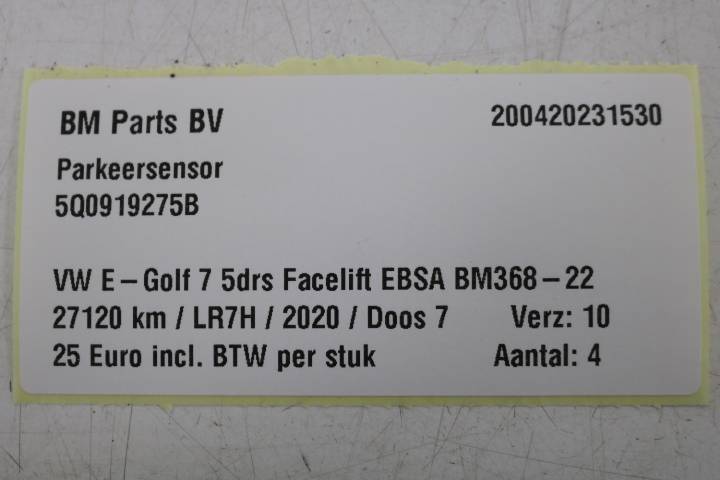 BM Parts BV 200420231530
Parkeersensor
5Q0919275B
VW E-Golf 7 5drs Facelift EBSA BM368-22
27120 km / LR7H / 2020 / Doos 7 Verz: 10
25 Euro incl. BTW per stuk Aantal: 4